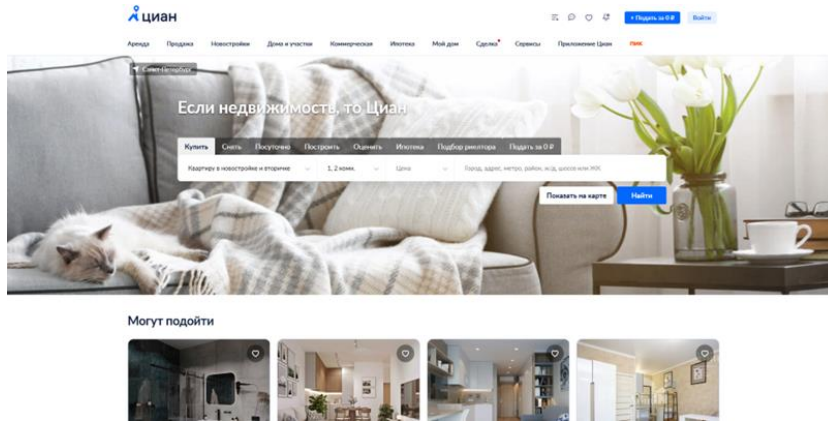 циан
+ Подать за 0 ₽ Войти
Аренда Продажа Новостройки Дома и участки Коммерческая Ипотека Мой дом Сделка Сервисы Приложение Циан ПИК
Санкт-Петербург
Если недвижимость, то Циан
Купить Снять Посуточно Построить Оценить Ипотека Подбор риелтора Подать за 0 ₽
Квартиру в новостройке и вторичке 1, 2 комн. Цена Город, адрес, метро, район, ж/д, шоссе или ЖК
Показать на карте Найти
Могут подойти